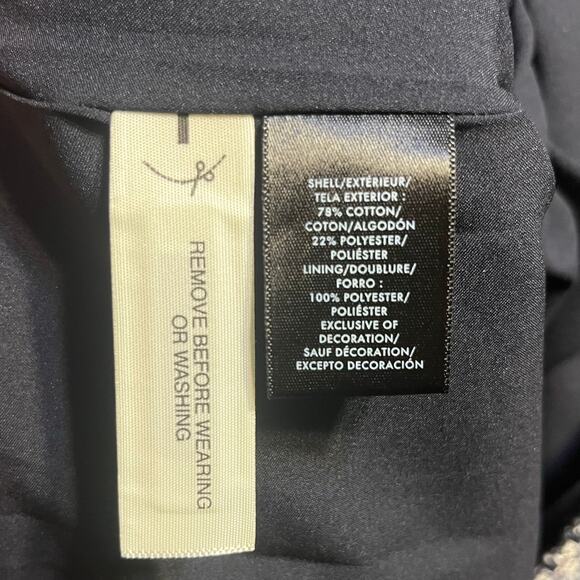 REMOVE BEFORE WEARING
OR WASHING
SHELL/EXTÉRIEUR/
TELA EXTERIOR :
78% COTTON/
COTON/ALGODÓN
22% POLYESTER/
POLIÉSTER
LINING/DOUBLURE/
FORRO :
100% POLYESTER/
POLIÉSTER
EXCLUSIVE OF
DECORATION/
SAUF DÉCORATION/
EXCEPTO DECORACIÓN